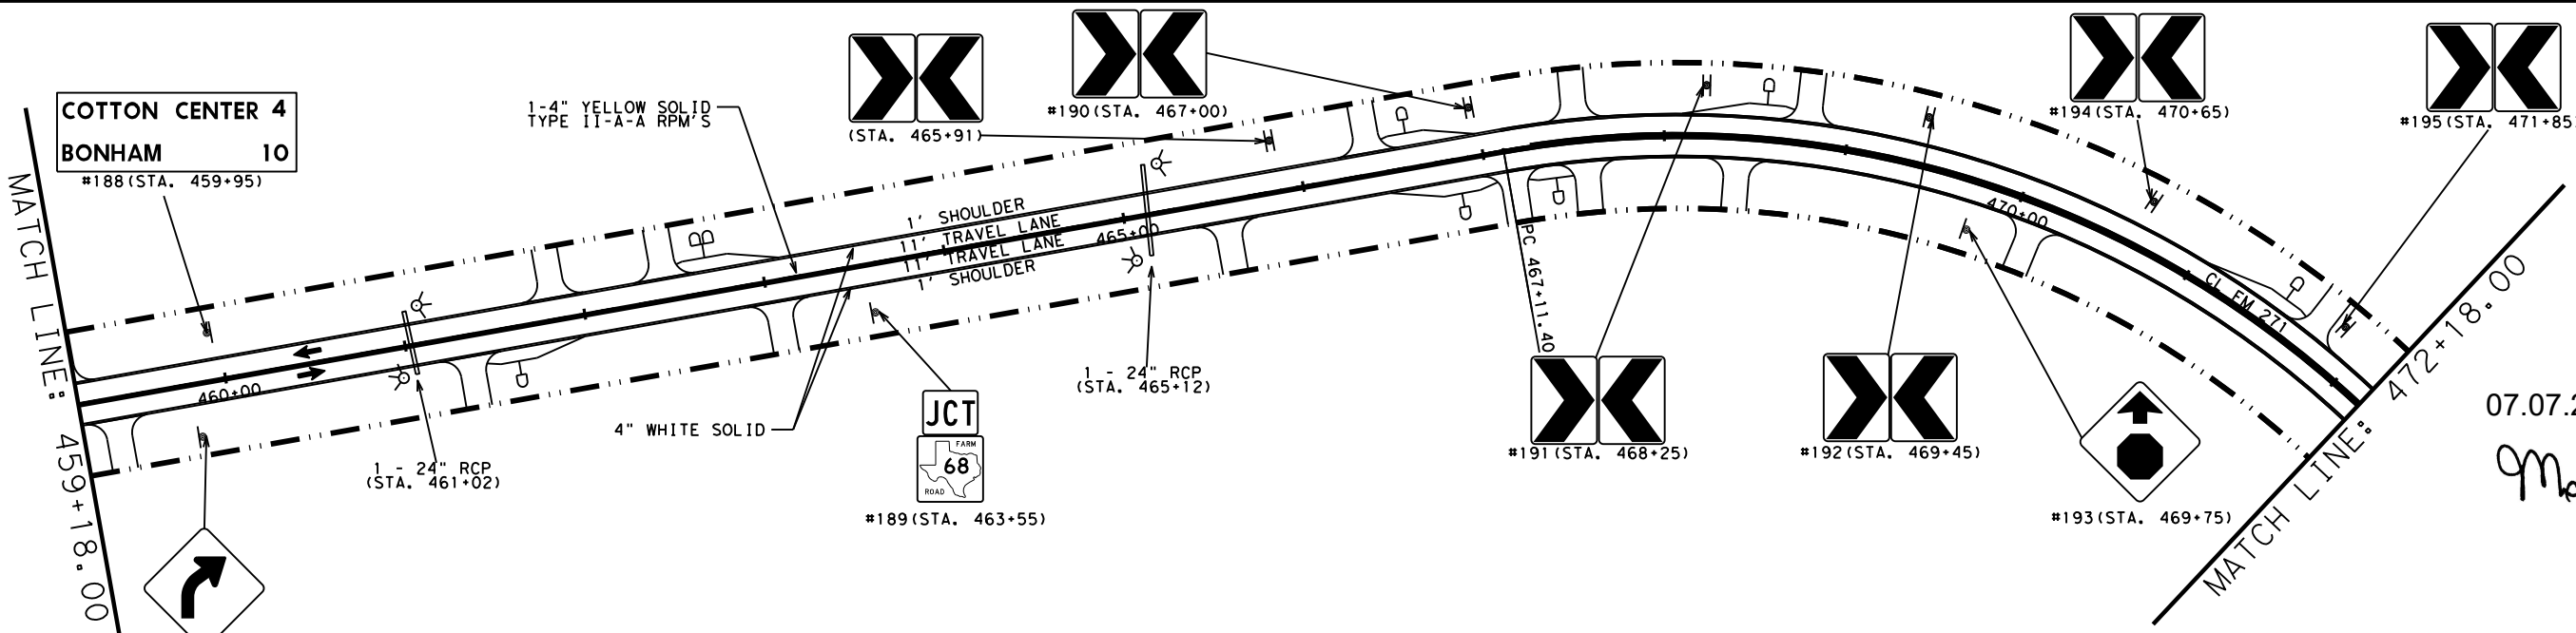 COTTON CENTER 4
BONHAM 10
#188(STA. 459+95)
MATCH LINE: 459+18.00
460+00
1 - 24" RCP
(STA. 461+02)
1-4" YELLOW SOLID
TYPE II-A-A RPM'S
4" WHITE SOLID
(STA. 465+91)
#190(STA. 467+00)
1' SHOULDER
11' TRAVEL LANE
11' TRAVEL LANE
1' SHOULDER
465+00
JCT
FARM
68
ROAD
#189(STA. 463+55)
1 - 24" RCP
(STA. 465+12)
PC 467+11.40
#191(STA. 468+25)
#192(STA. 469+45)
470+00
CL FM 271
#193(STA. 469+75)
#194(STA. 470+65)
#195(STA. 471+85)
MATCH LINE: 472+18.00
07.07.2